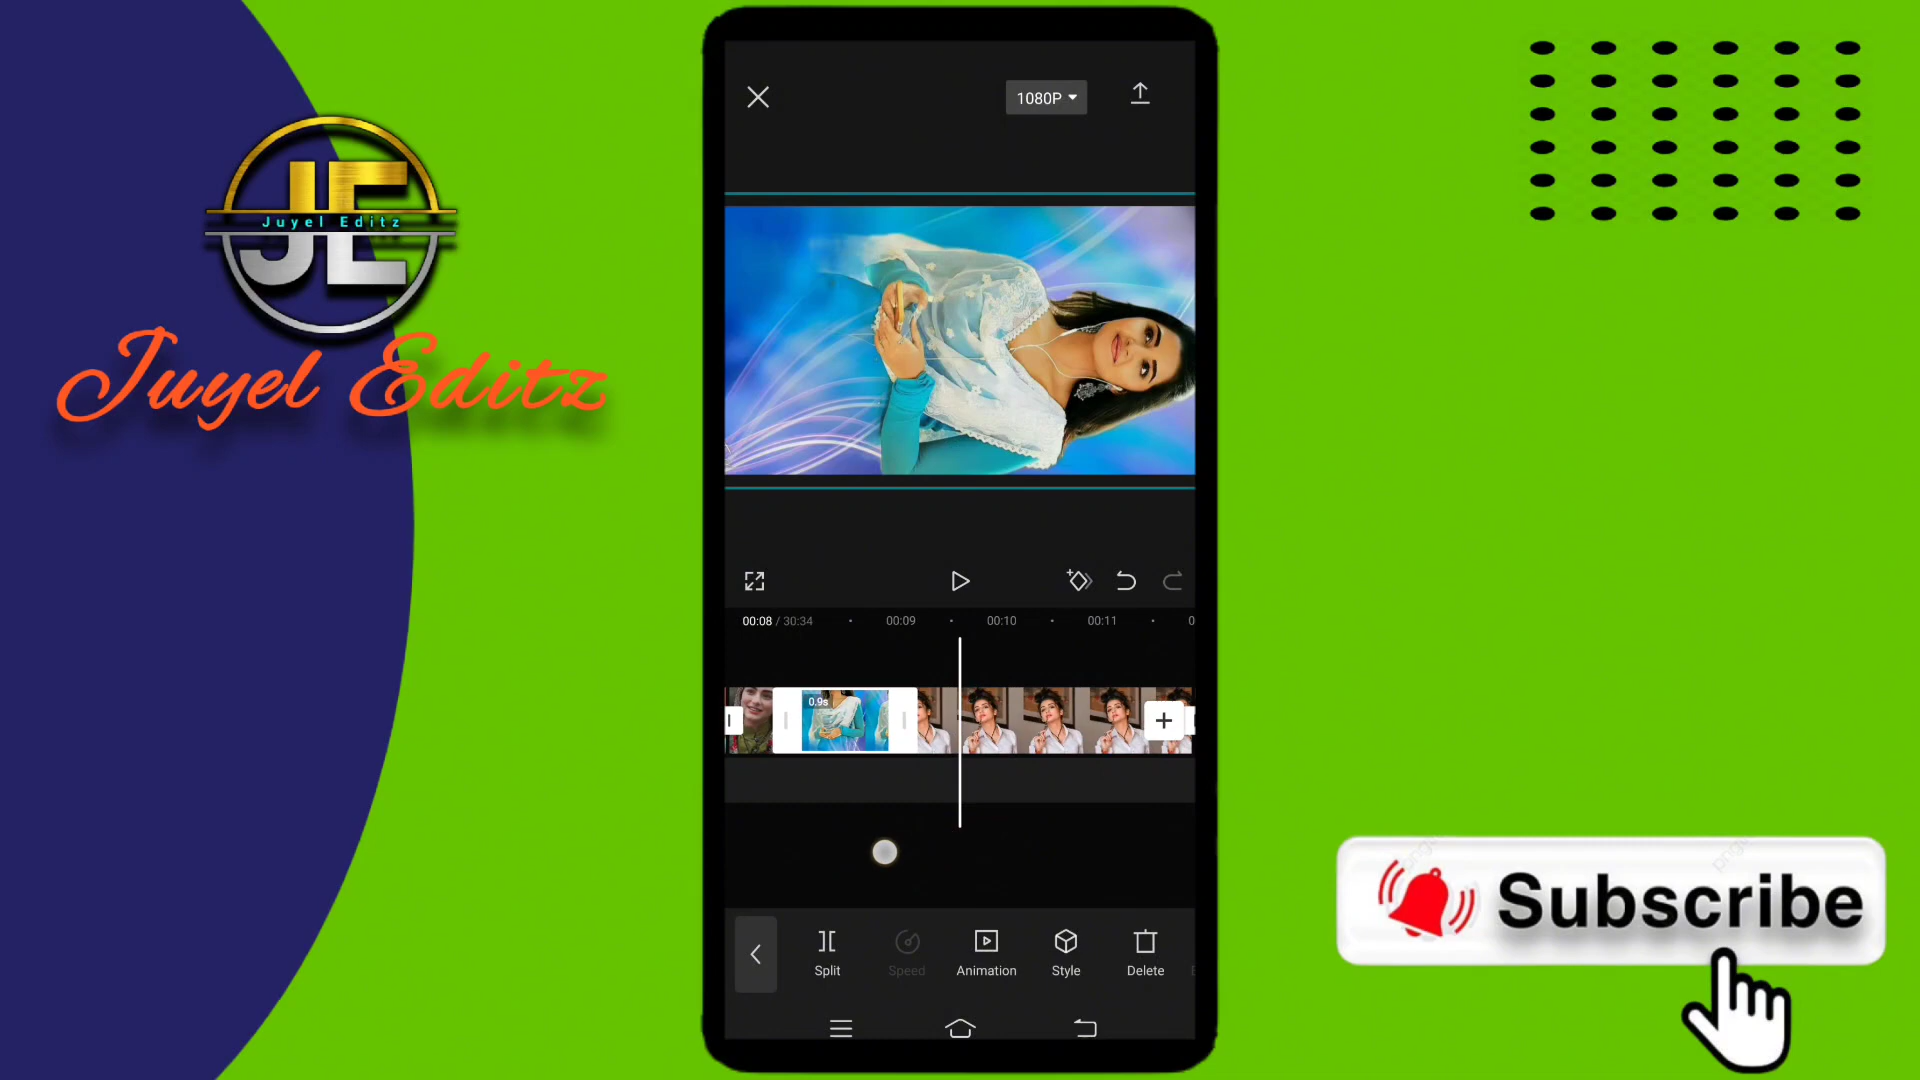 JE
Juyel Editz
Juyel Editz
1080P
00:08 / 30:34
00:09
00:10
00:11
0
0.9s
Split
Speed
Animation
Style
Delete
Subscribe